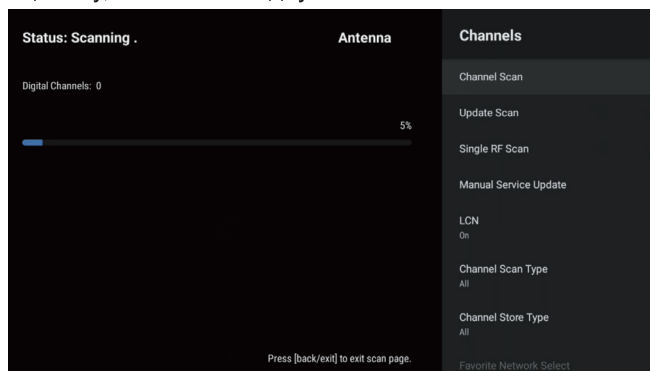 Status: Scanning .
Antenna
Digital Channels: 0
5%
Press [back/exit] to exit scan page.
Channels
Channel Scan
Update Scan
Single RF Scan
Manual Service Update
LCN
On
Channel Scan Type
All
Channel Store Type
All
Favorite Network Select